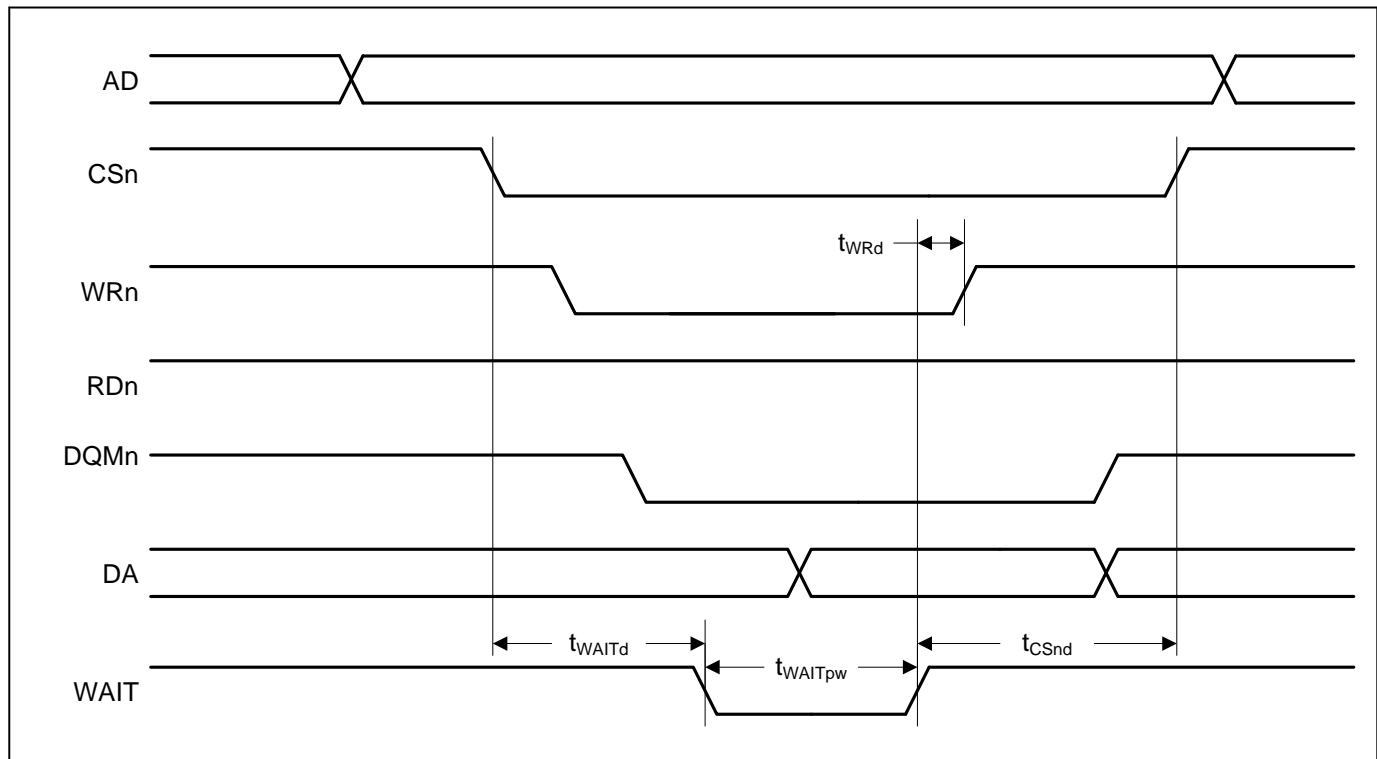 AD
CSn
tWRd
WRn
RDn
DQMn
DA
tWAITd
tCSnd
tWAITpw
WAIT